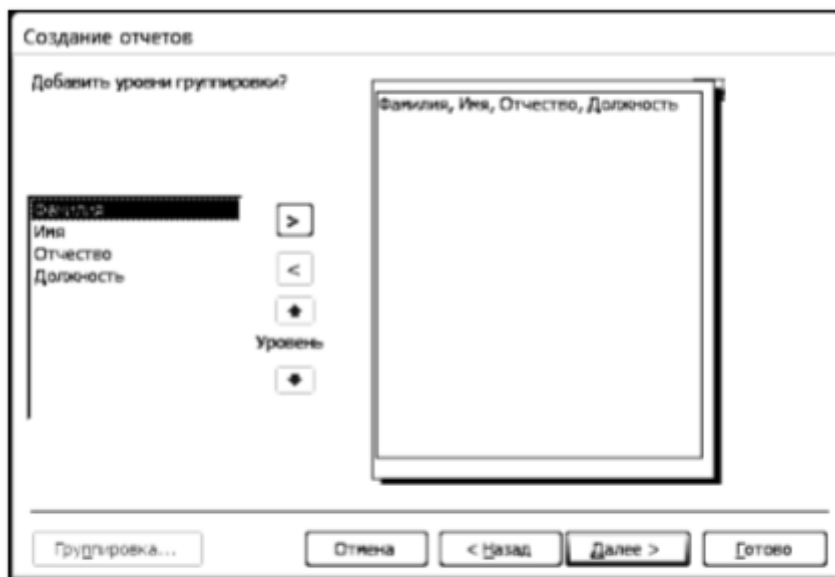 Создание отчетов
Добавить уровни группировки?
Фамилия, Имя, Отчество, Должность
Фамилия
Имя
Отчество
Должность
>
<
Уровень
Группировка...
Отмена
< Назад
Далее >
Готово